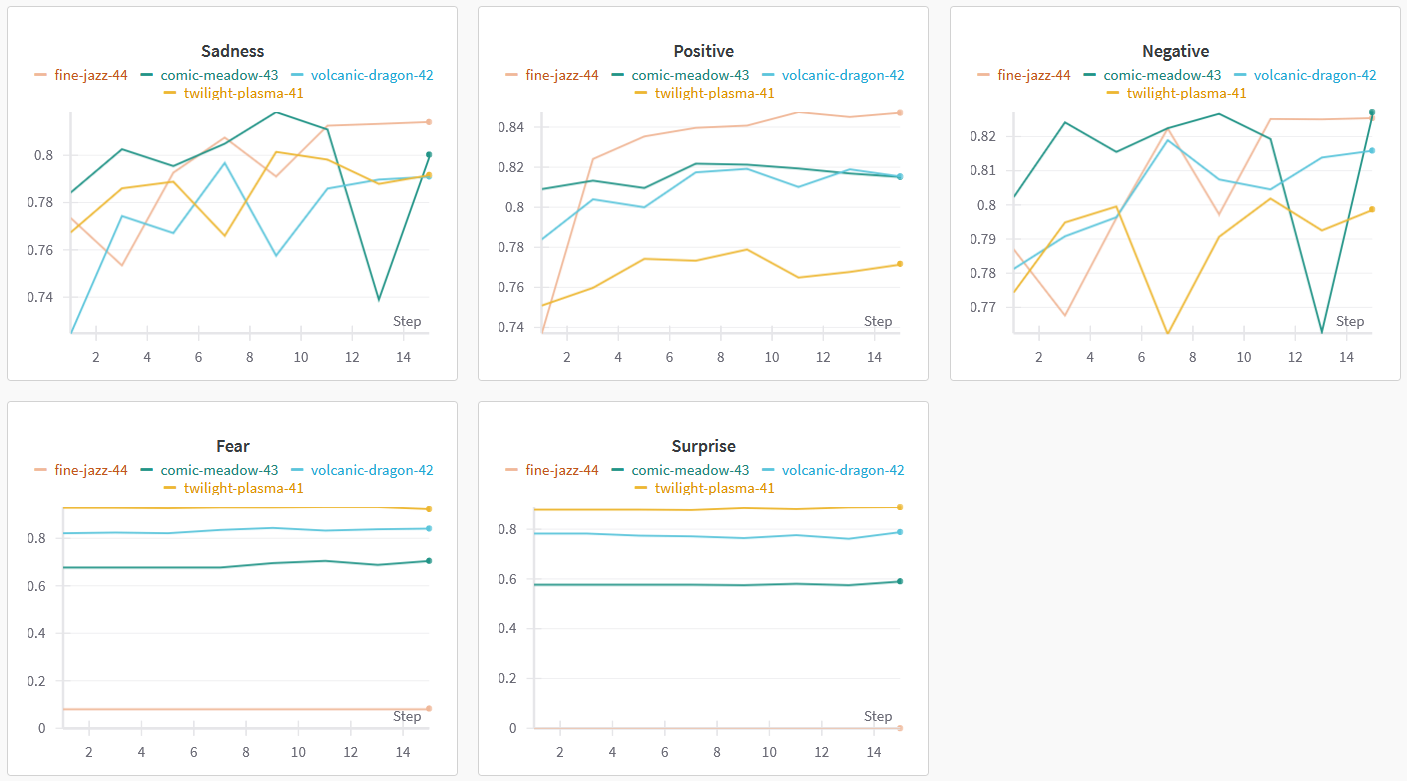 Sadness
fine-jazz-44 comic-meadow-43 volcanic-dragon-42
twilight-plasma-41
0.8
0.78
0.76
0.74
Step
2 4 6 8 10 12 14
Positive
fine-jazz-44 comic-meadow-43 volcanic-dragon-42
twilight-plasma-41
0.84
0.82
0.8
0.78
0.76
0.74
Step
2 4 6 8 10 12 14
Negative
fine-jazz-44 comic-meadow-43 volcanic-dragon-42
twilight-plasma-41
0.82
0.81
0.8
0.79
0.78
0.77
Step
2 4 6 8 10 12 14
Fear
fine-jazz-44 comic-meadow-43 volcanic-dragon-42
twilight-plasma-41
0.8
0.6
0.4
0.2
0
Step
2 4 6 8 10 12 14
Surprise
fine-jazz-44 comic-meadow-43 volcanic-dragon-42
twilight-plasma-41
0.8
0.6
0.4
0.2
0
Step
2 4 6 8 10 12 14